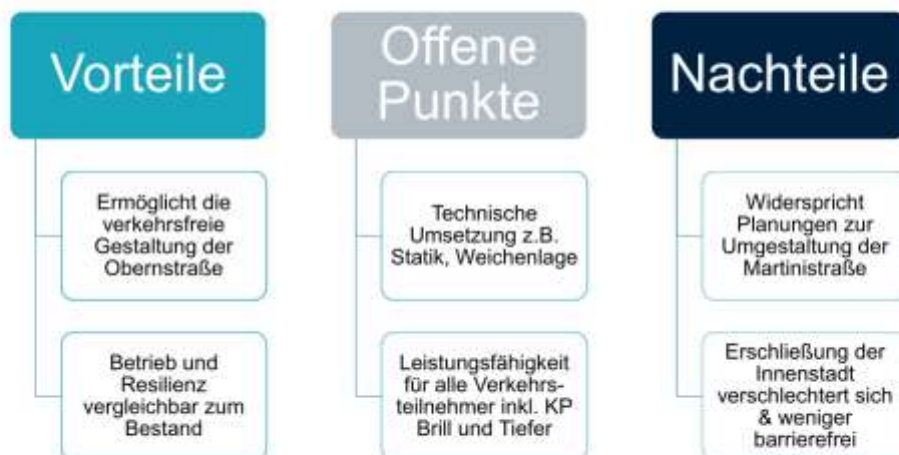 Vorteile
Ermöglicht die
verkehrsfreie
Gestaltung der
Obernstraße
Betrieb und
Resilienz
vergleichbar zum
Bestand
Offene
Punkte
Technische
Umsetzung z.B.
Statik, Weichenlage
Leistungsfähigkeit
für alle Verkehrs-
teilnehmer inkl. KP
Brill und Tiefer
Nachteile
Widerspricht
Planungen zur
Umgestaltung der
Martinistraße
Erschließung der
Innenstadt
verschlechtert sich
& weniger
barrierefrei